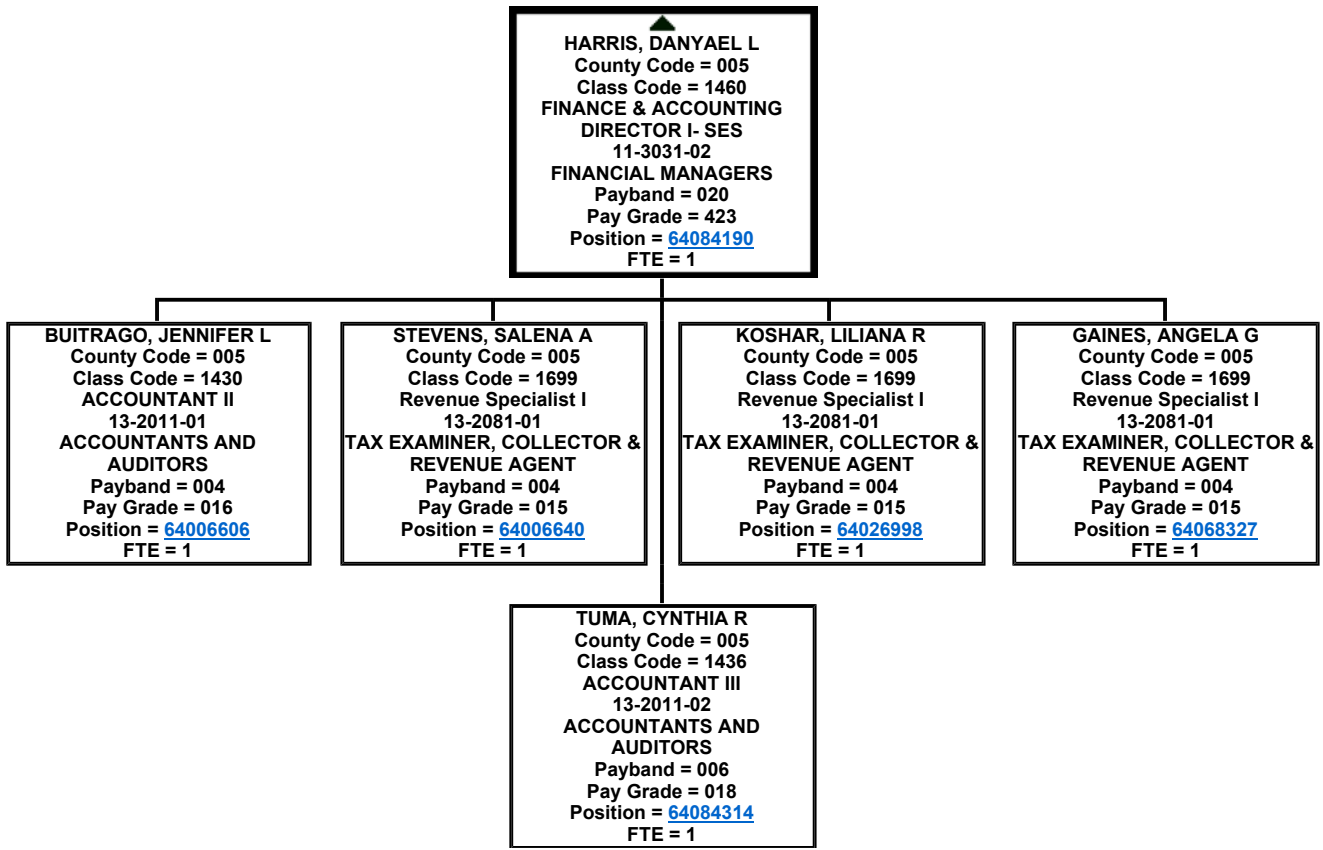 HARRIS, DANYAEL L
County Code = 005
Class Code = 1460
FINANCE & ACCOUNTING
DIRECTOR I- SES
11-3031-02
FINANCIAL MANAGERS
Payband = 020
Pay Grade = 423
Position = 64084190
FTE = 1
BUITRAGO, JENNIFER L
County Code = 005
Class Code = 1430
ACCOUNTANT II
13-2011-01
ACCOUNTANTS AND
AUDITORS
Payband = 004
Pay Grade = 016
Position = 64006606
FTE = 1
STEVENS, SALENA A
County Code = 005
Class Code = 1699
Revenue Specialist I
13-2081-01
TAX EXAMINER, COLLECTOR &
REVENUE AGENT
Payband = 004
Pay Grade = 015
Position = 64006640
FTE = 1
KOSHAR, LILIANA R
County Code = 005
Class Code = 1699
Revenue Specialist I
13-2081-01
TAX EXAMINER, COLLECTOR &
REVENUE AGENT
Payband = 004
Pay Grade = 015
Position = 64026998
FTE = 1
GAINES, ANGELA G
County Code = 005
Class Code = 1699
Revenue Specialist I
13-2081-01
TAX EXAMINER, COLLECTOR &
REVENUE AGENT
Payband = 004
Pay Grade = 015
Position = 64068327
FTE = 1
TUMA, CYNTHIA R
County Code = 005
Class Code = 1436
ACCOUNTANT III
13-2011-02
ACCOUNTANTS AND
AUDITORS
Payband = 006
Pay Grade = 018
Position = 64084314
FTE = 1